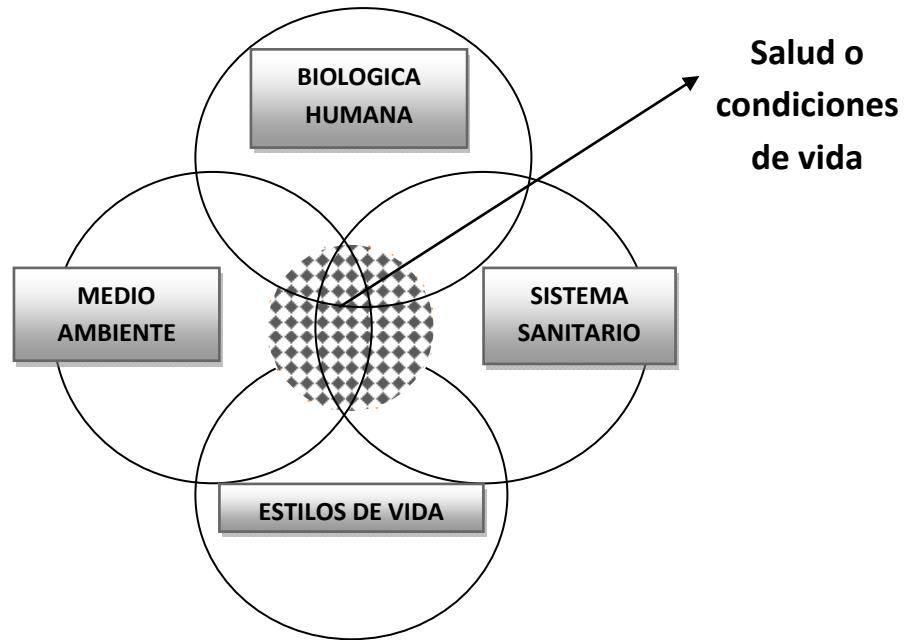 BIOLOGICA
HUMANA
Salud o
condiciones
de vida
MEDIO
AMBIENTE
SISTEMA
SANITARIO
ESTILOS DE VIDA